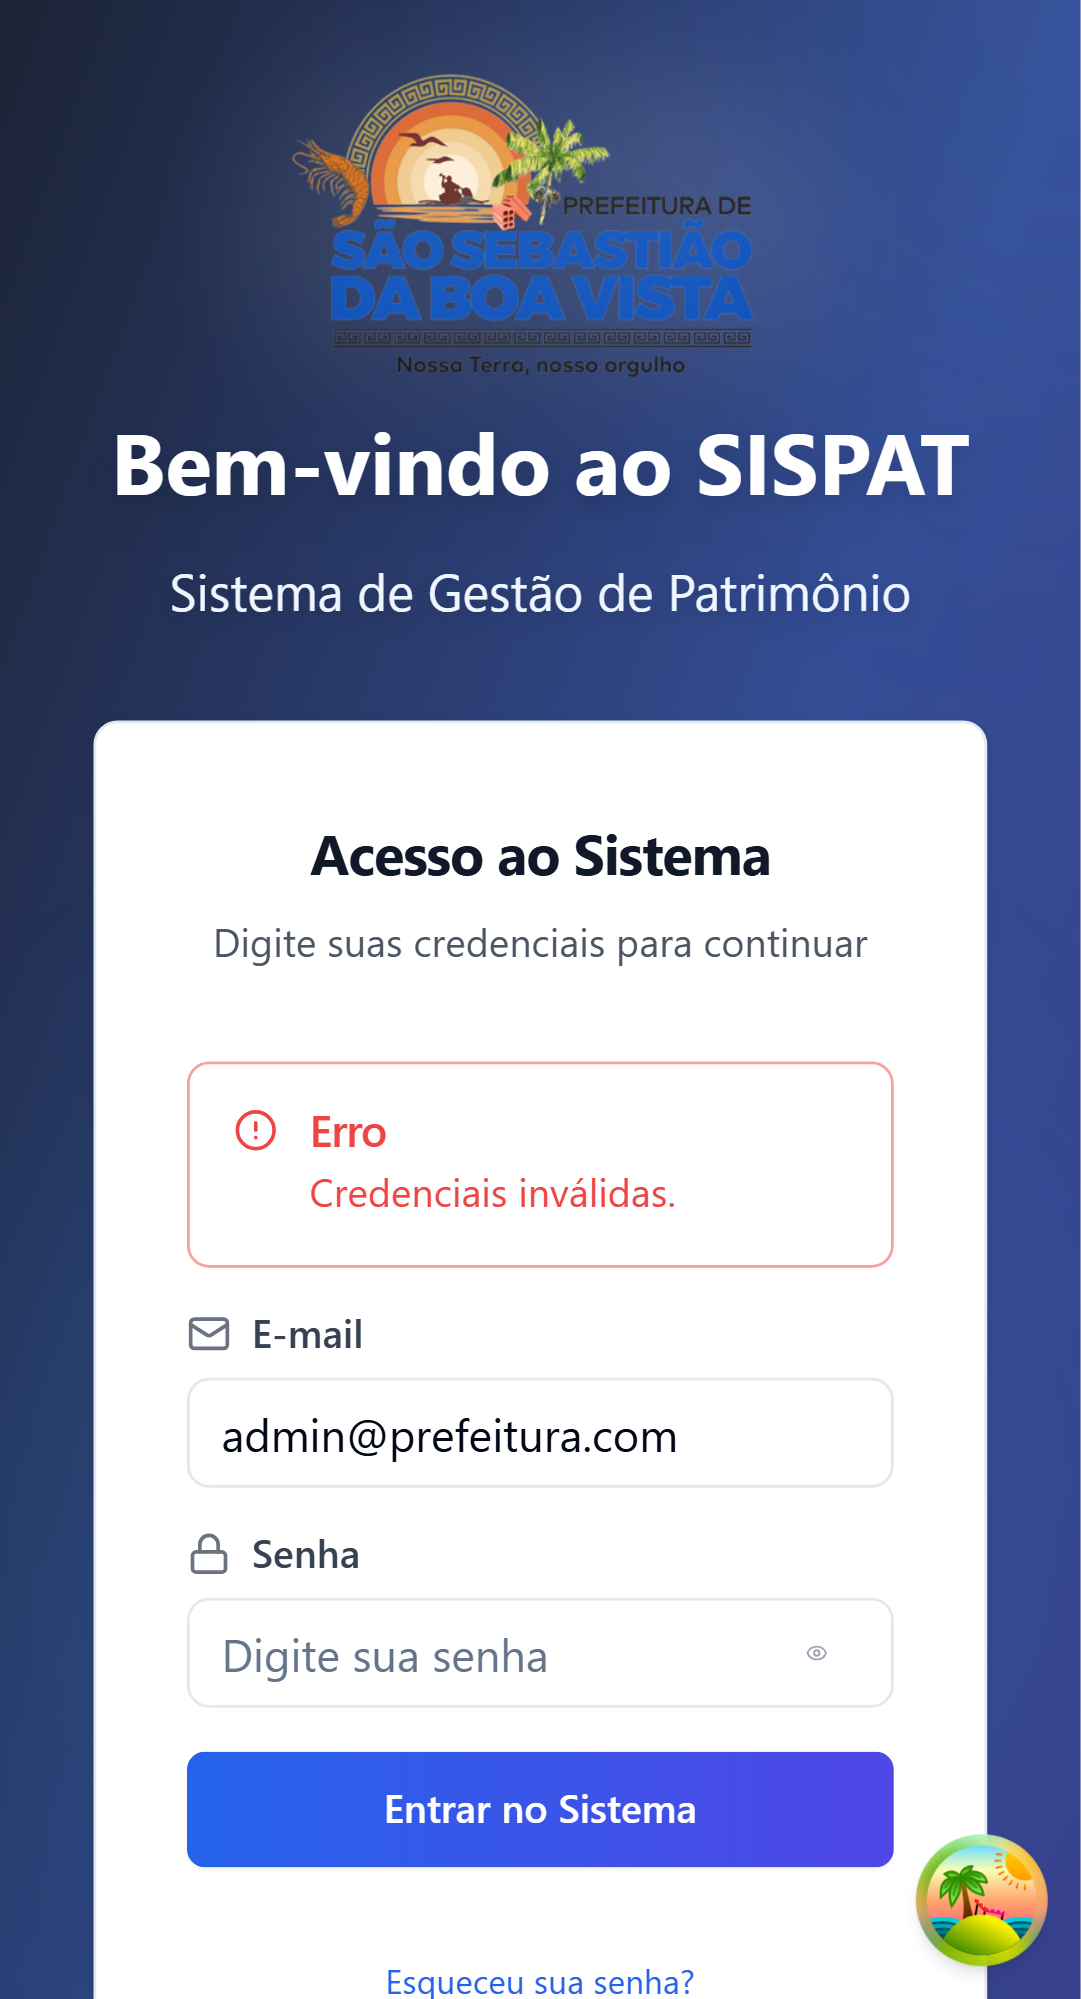 PREFEITURA DE
SÃO SEBASTIÃO
DA BOA VISTA
Nossa Terra, nosso orgulho
Bem-vindo ao SISPAT
Sistema de Gestão de Patrimônio
Acesso ao Sistema
Digite suas credenciais para continuar
Erro
Credenciais inválidas.
E-mail
admin@prefeitura.com
Senha
Digite sua senha
Entrar no Sistema
Esqueceu sua senha?